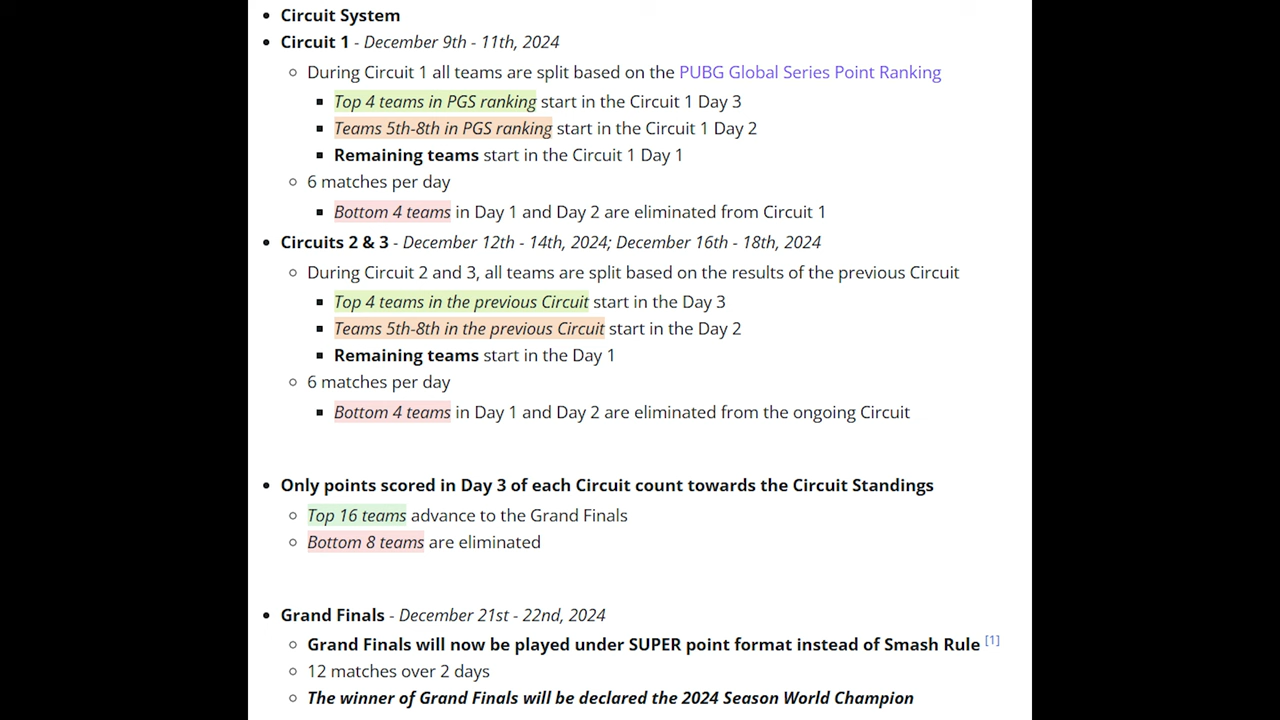 Circuit System
Circuit 1 - December 9th - 11th, 2024
During Circuit 1 all teams are split based on the PUBG Global Series Point Ranking
Top 4 teams in PGS ranking start in the Circuit 1 Day 3
Teams 5th-8th in PGS ranking start in the Circuit 1 Day 2
Remaining teams start in the Circuit 1 Day 1
6 matches per day
Bottom 4 teams in Day 1 and Day 2 are eliminated from Circuit 1
Circuits 2 & 3 - December 12th - 14th, 2024; December 16th - 18th, 2024
During Circuit 2 and 3, all teams are split based on the results of the previous Circuit
Top 4 teams in the previous Circuit start in the Day 3
Teams 5th-8th in the previous Circuit start in the Day 2
Remaining teams start in the Day 1
6 matches per day
Bottom 4 teams in Day 1 and Day 2 are eliminated from the ongoing Circuit
Only points scored in Day 3 of each Circuit count towards the Circuit Standings
Top 16 teams advance to the Grand Finals
Bottom 8 teams are eliminated
Grand Finals - December 21st - 22nd, 2024
Grand Finals will now be played under SUPER point format instead of Smash Rule [1]
12 matches over 2 days
The winner of Grand Finals will be declared the 2024 Season World Champion